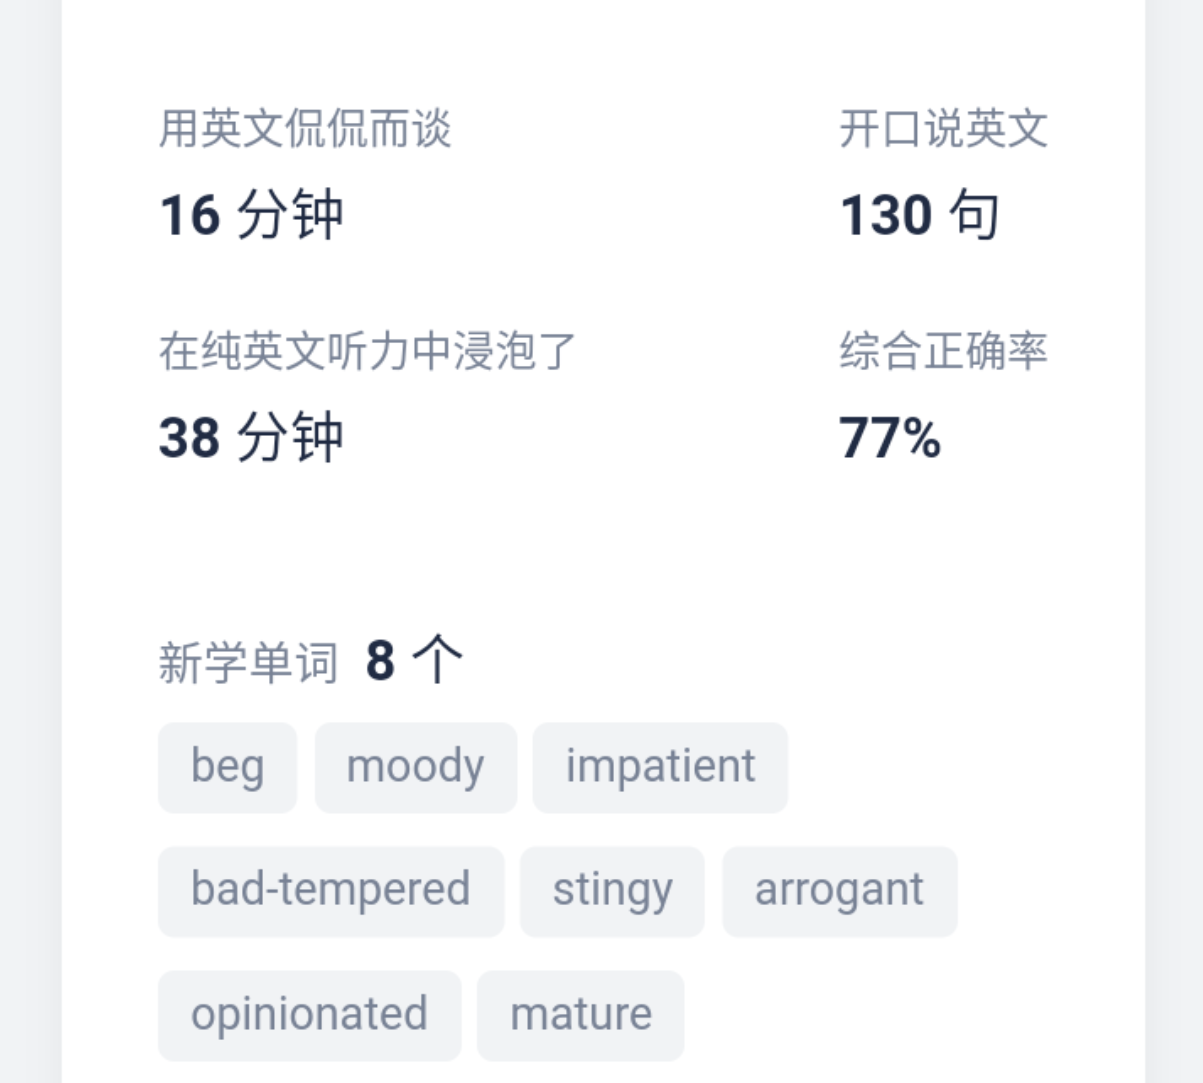 用英文侃侃而谈 开口说英文
16 分钟 130 句
在纯英文听力中浸泡了 综合正确率
38 分钟 77%
新学单词 8 个
beg moody impatient
bad-tempered stingy arrogant
opinionated mature